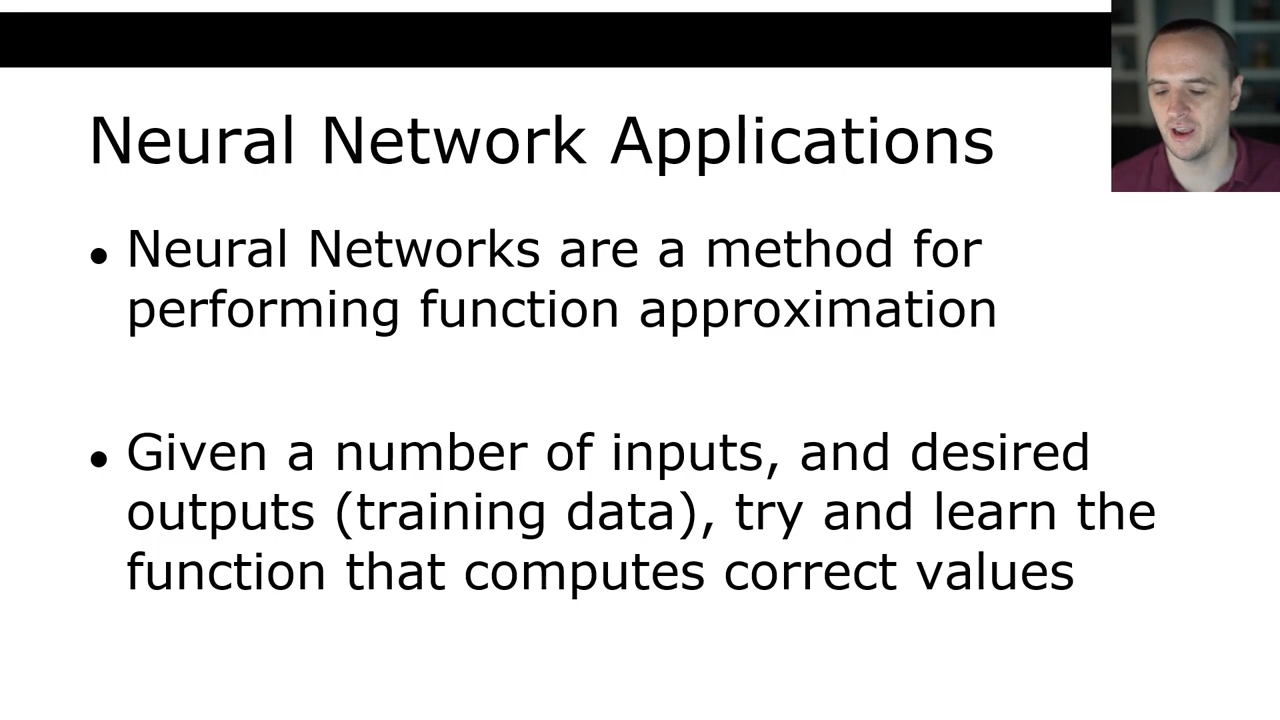 Neural Network Applications
● Neural Networks are a method for
performing function approximation
● Given a number of inputs, and desired
outputs (training data), try and learn the
function that computes correct values